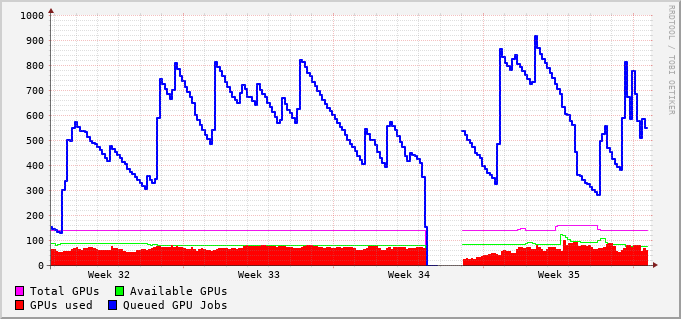 1000
900
800
700
600
500
400
300
200
100
0
Week 32 Week 33 Week 34 Week 35
Total GPUs Available GPUs
GPUs used Queued GPU Jobs
RRDTOOL / TOBI OETIKER